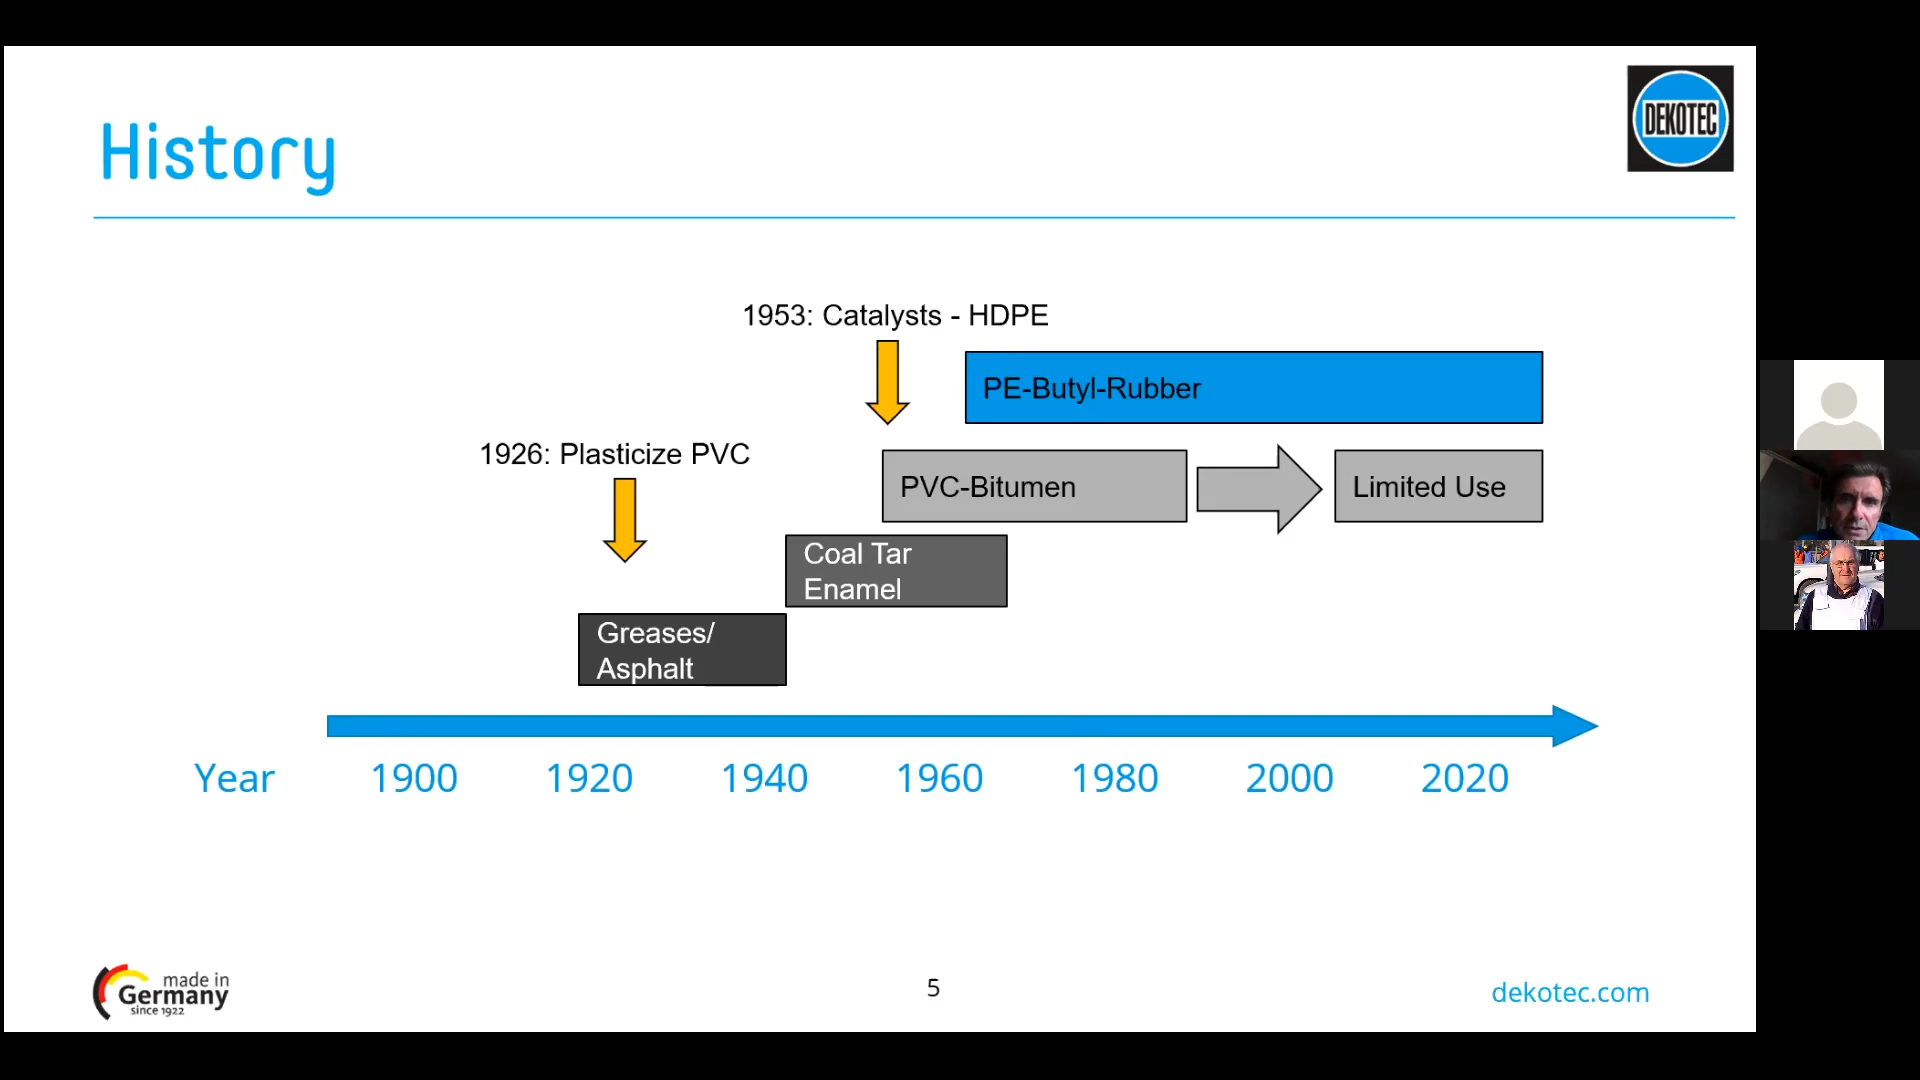 History
DEKOTEC
1953: Catalysts - HDPE
PE-Butyl-Rubber
1926: Plasticize PVC
PVC-Bitumen
Limited Use
Coal Tar
Enamel
Greases/
Asphalt
Year 1900 1920 1940 1960 1980 2000 2020
made in
Germany
since 1922
5
dekotec.com